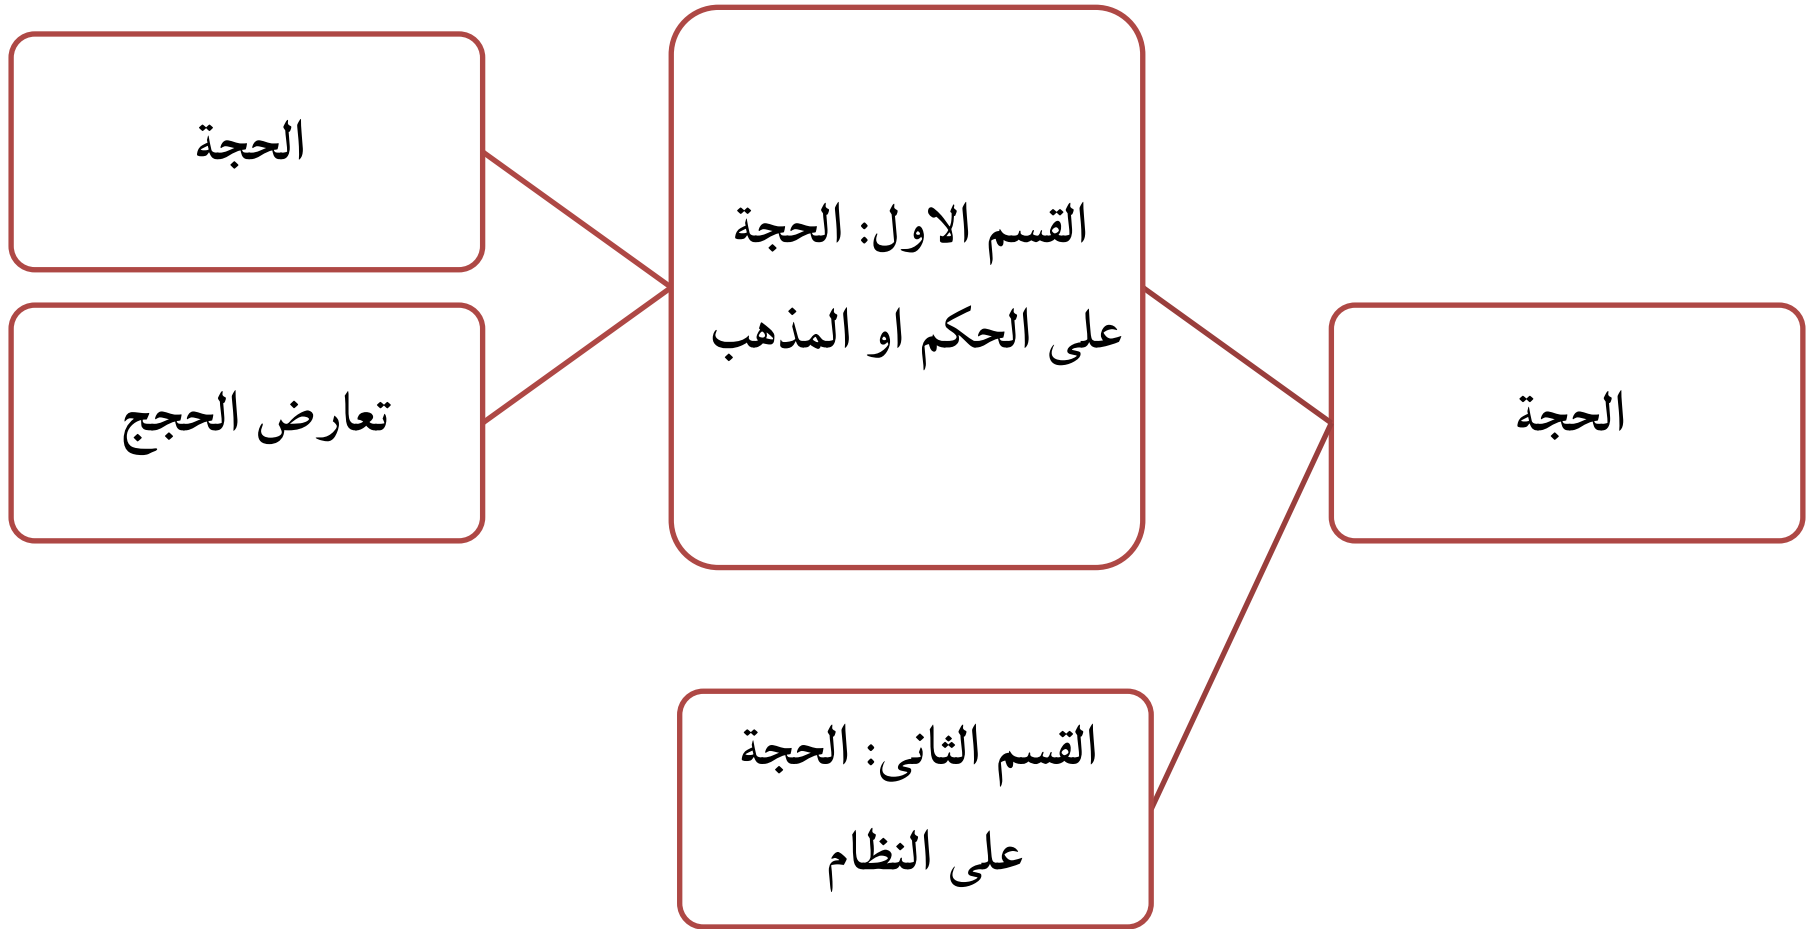 الحجة
القسم الاول: الحجة
على الحكم او المذهب
الحجة
تعارض الحجج
القسم الثانى: الحجة
على النظام